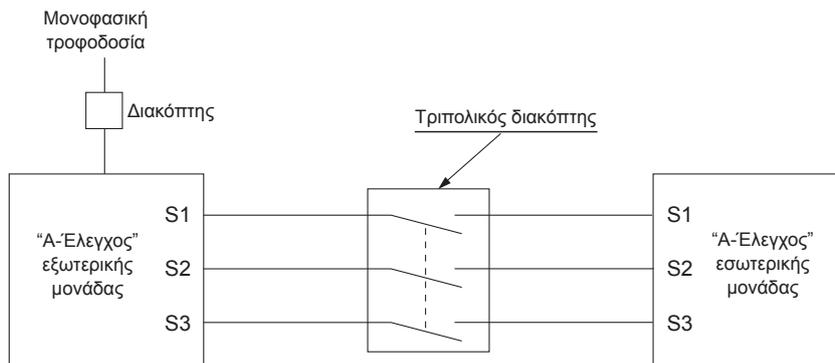 Μονοφασική
τροφοδοσία
Διακόπτης
Τριπολικός διακόπτης
“Α-Έλεγχος”
εξωτερικής
μονάδας
S1
S2
S3
S1
S2
S3
“Α-Έλεγχος”
εσωτερικής
μονάδας